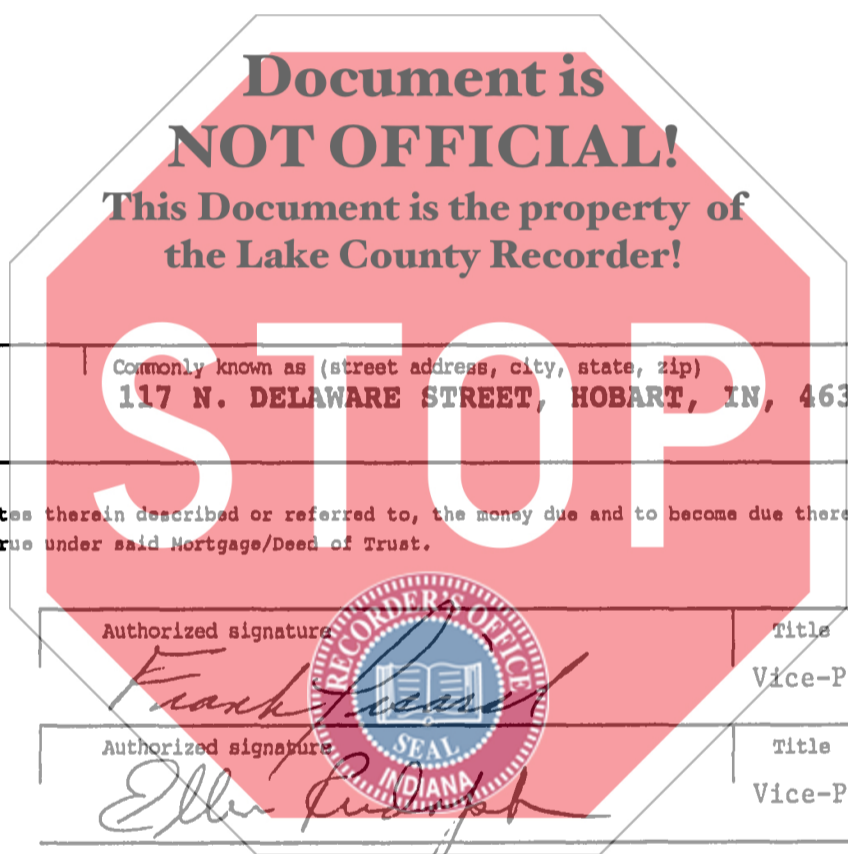 Document is
NOT OFFICIAL!
This Document is the property of
the Lake County Recorder!
STOP
Commonly known as (street address, city, state, zip)
117 N. DELAWARE STREET, HOBART, IN, 463
tes therein described or referred to, the money due and to become due there
rue under said Mortgage/Deed of Trust.
Authorized signature Title
Frank Vice-P
RECORDER'S OFFICE
SEAL
INDIANA
Authorized signature Title
Ellen Rudolph Vice-P